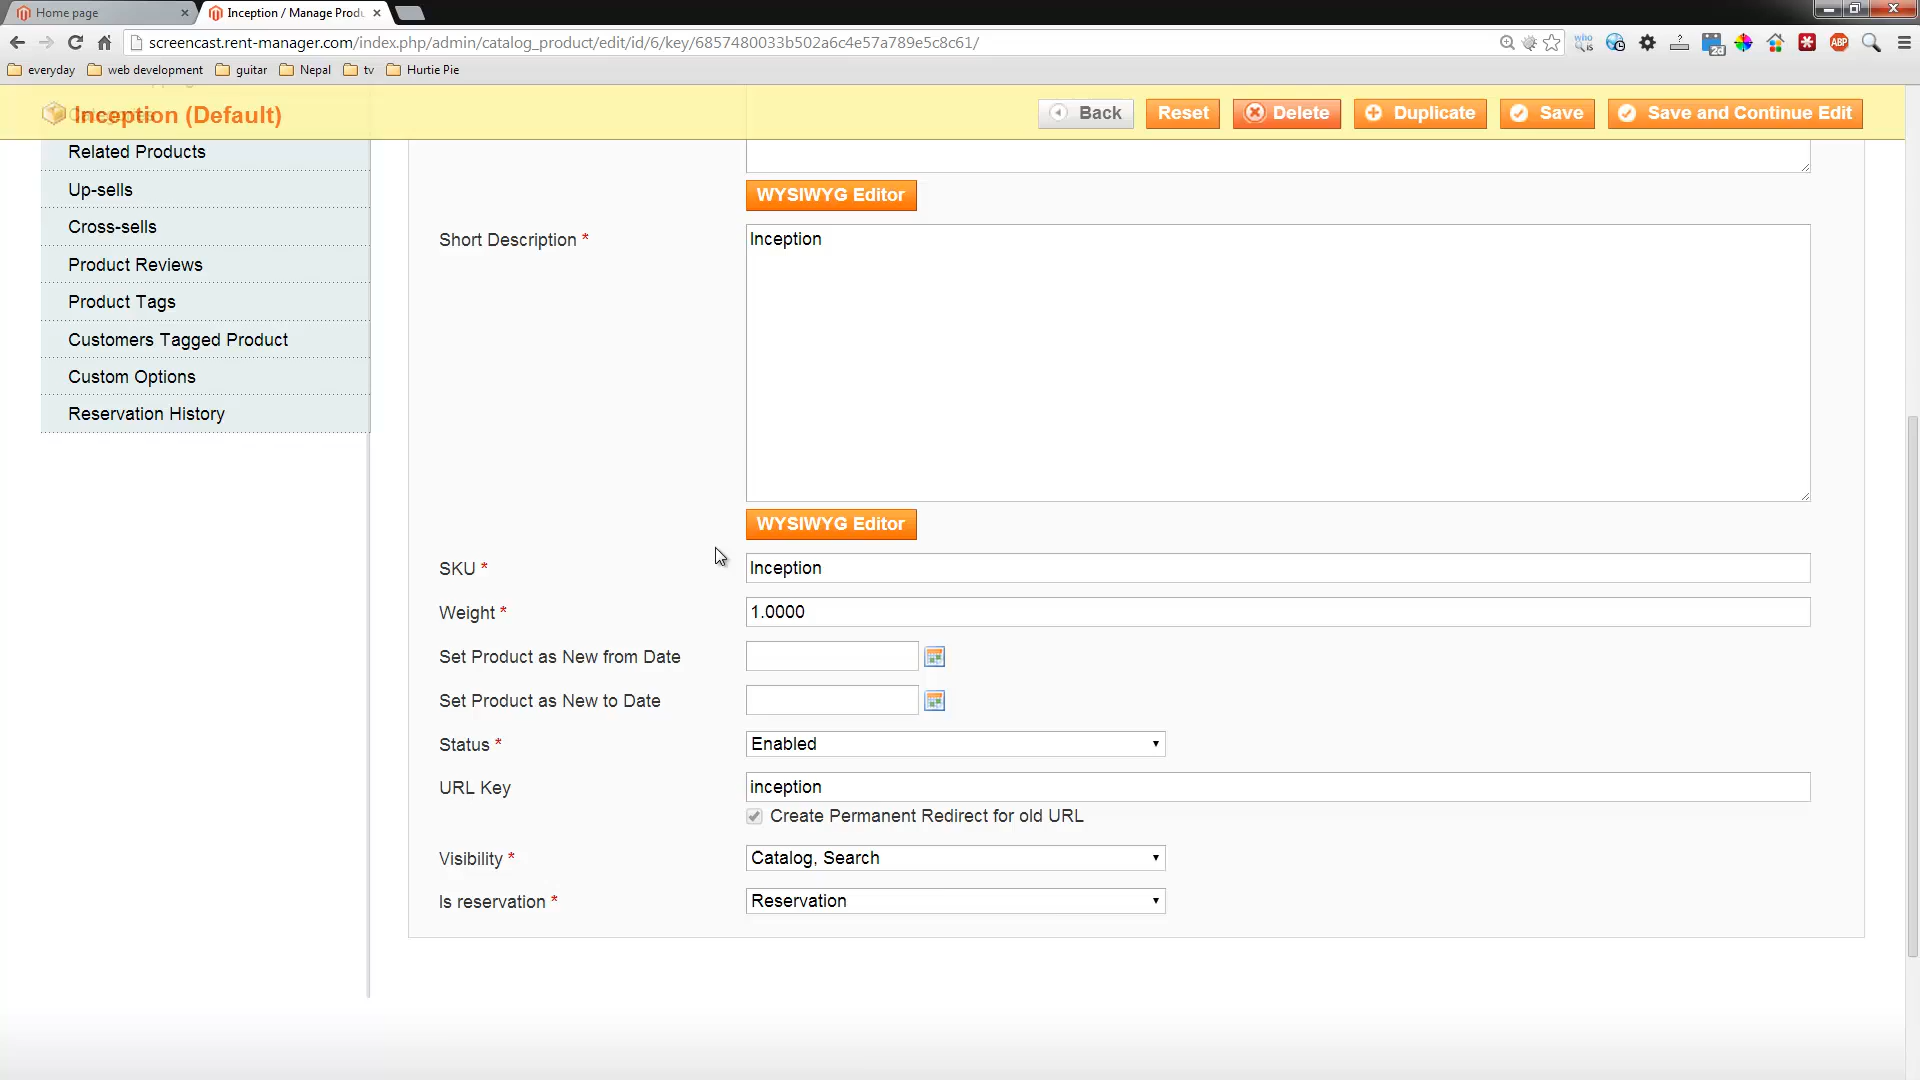 Home page
Inception / Manage Produ
screencast.rent-manager.com/index.php/admin/catalog_product/edit/id/6/key/6857480033b502a6c4e57a789e5c8c61/
everyday
web development
guitar
Nepal
tv
Hurtie Pie
Inception (Default)
Back
Reset
Delete
Duplicate
Save
Save and Continue Edit
Related Products
Up-sells
Cross-sells
Product Reviews
Product Tags
Customers Tagged Product
Custom Options
Reservation History
WYSIWYG Editor
Short Description *
Inception
WYSIWYG Editor
SKU *
Inception
Weight *
1.0000
Set Product as New from Date
Set Product as New to Date
Status *
Enabled
URL Key
inception
Create Permanent Redirect for old URL
Visibility *
Catalog, Search
Is reservation *
Reservation